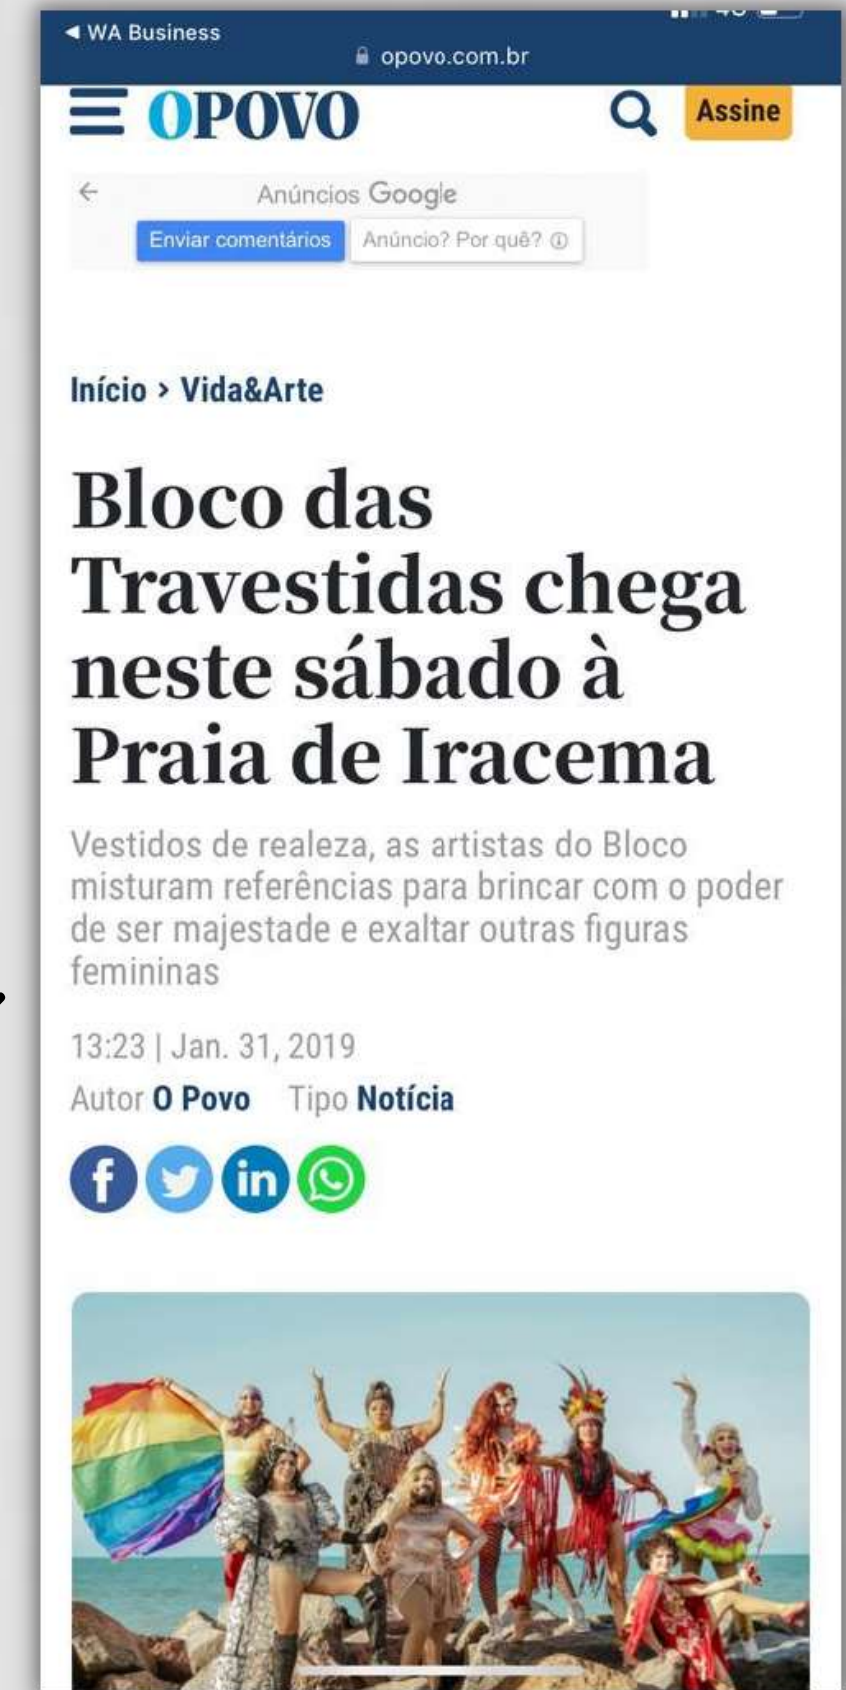 ◀ WA Business
opovo.com.br
OPOVO
Assine
Anúncios Google
Enviar comentários
Anúncio? Por quê?
Início > Vida&Arte
Bloco das
Travestidas chega
neste sábado à
Praia de Iracema
Vestidos de realeza, as artistas do Bloco
misturam referências para brincar com o poder
de ser majestade e exaltar outras figuras
femininas
13:23 | Jan. 31, 2019
Autor O Povo Tipo Notícia
f
in